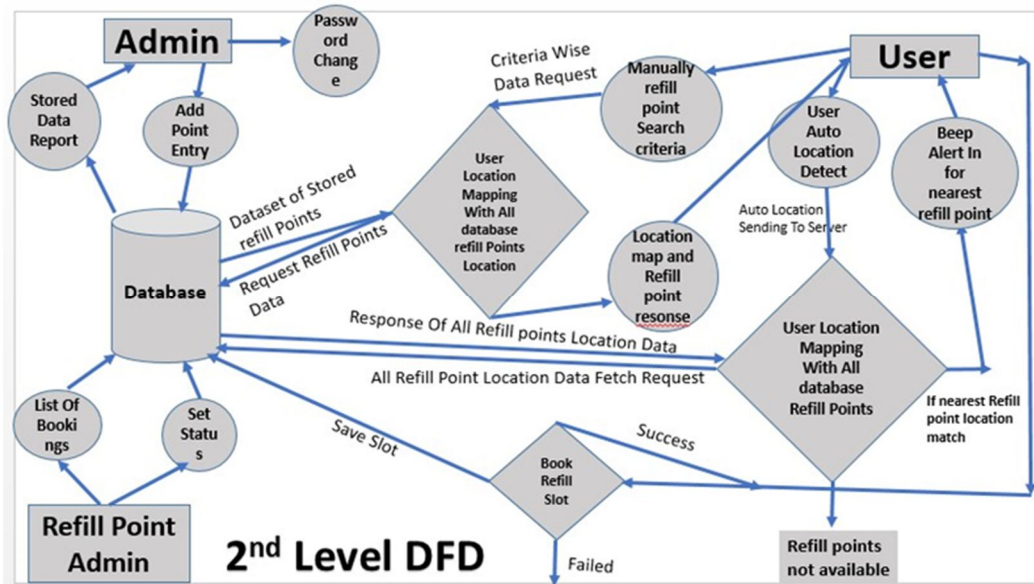 Admin
Passw
ord
Chang
e
User
Criteria Wise
Data Request
Manually
refill
point
Search
criteria
Stored
Data
Report
Add
Point
Entry
User
Auto
Location
Detect
Beep
Alert In
for
nearest
refill point
User
Location
Mapping
With All
database
refill Points
Location
Dataset of Stored
refill Points
Request Refill Points
Data
Auto Location
Sending To Server
Location
map and
Refill
point
resonse
Database
Response Of All Refill points Location Data
All Refill Point Location Data Fetch Request
User Location
Mapping
With All
database
Refill Points
If nearest Refill
point location
match
List Of
Booki
ngs
Set
Statu
s
Save Slot
Success
Book
Refill
Slot
Refill Point
Admin
2nd Level DFD
Failed
Refill points
not available